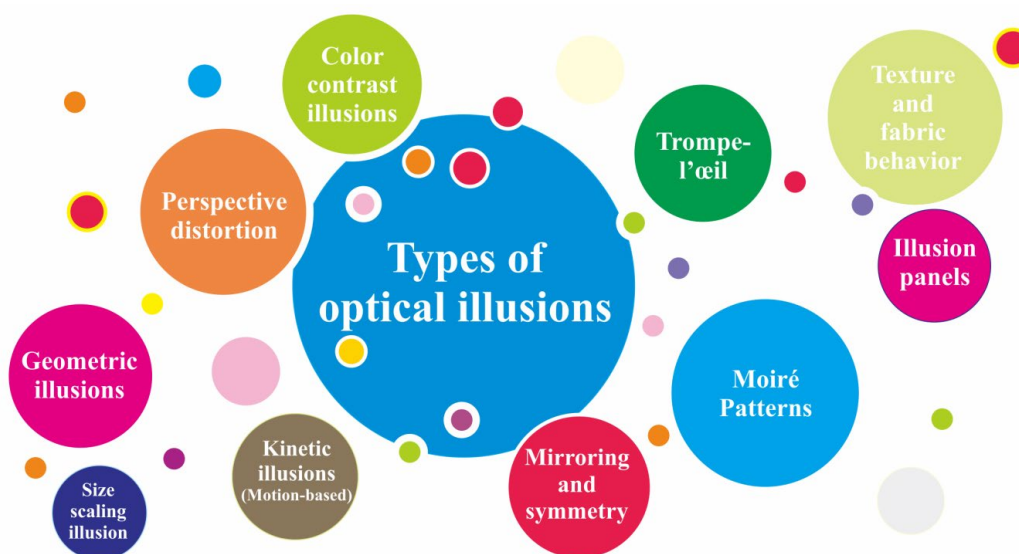 Color
contrast
illusions
Texture
and
fabric
behavior
Trompe-
l’œil
Perspective
distortion
Illusion
panels
Types of
optical illusions
Geometric
illusions
Moiré
Patterns
Kinetic
illusions
(Motion-based)
Mirroring
and
symmetry
Size
scaling
illusion